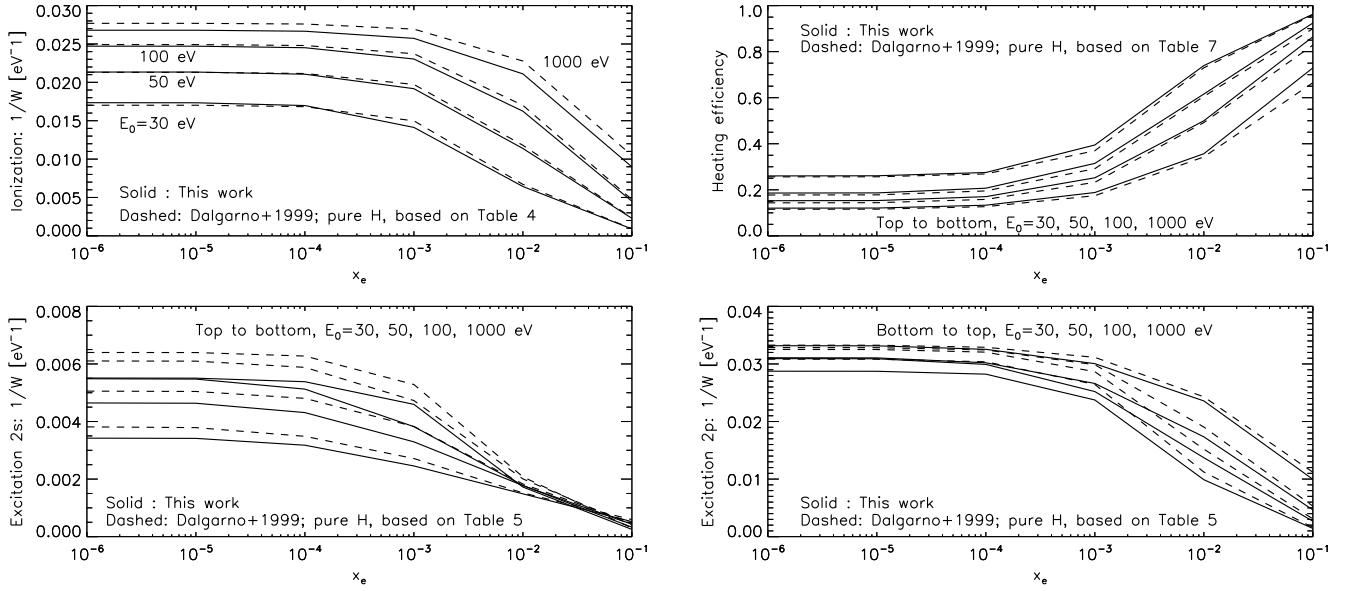 Ionization: 1/W [eV⁻¹]
0.030
0.025
0.020
0.015
0.010
0.005
0.000
1000 eV
100 eV
50 eV
E₀=30 eV
Solid : This work
Dashed: Dalgarno+1999; pure H, based on Table 4
10⁻⁶ 10⁻⁵ 10⁻⁴ 10⁻³ 10⁻² 10⁻¹
xₑ
Heating efficiency
1.0
0.8
0.6
0.4
0.2
0.0
Solid : This work
Dashed: Dalgarno+1999; pure H, based on Table 7
Top to bottom, E₀=30, 50, 100, 1000 eV
10⁻⁶ 10⁻⁵ 10⁻⁴ 10⁻³ 10⁻² 10⁻¹
xₑ
Excitation 2s: 1/W [eV⁻¹]
0.008
0.006
0.004
0.002
0.000
Top to bottom, E₀=30, 50, 100, 1000 eV
Solid : This work
Dashed: Dalgarno+1999; pure H, based on Table 5
10⁻⁶ 10⁻⁵ 10⁻⁴ 10⁻³ 10⁻² 10⁻¹
xₑ
Excitation 2p: 1/W [eV⁻¹]
0.04
0.03
0.02
0.01
0.00
Bottom to top, E₀=30, 50, 100, 1000 eV
Solid : This work
Dashed: Dalgarno+1999; pure H, based on Table 5
10⁻⁶ 10⁻⁵ 10⁻⁴ 10⁻³ 10⁻² 10⁻¹
xₑ